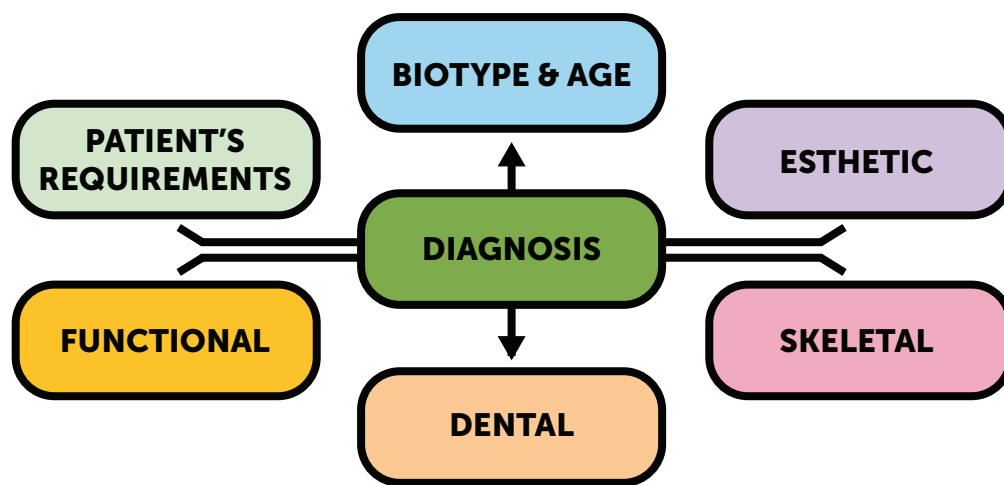 BIOTYPE & AGE
PATIENT'S
REQUIREMENTS
ESTHETIC
DIAGNOSIS
FUNCTIONAL
SKELETAL
DENTAL